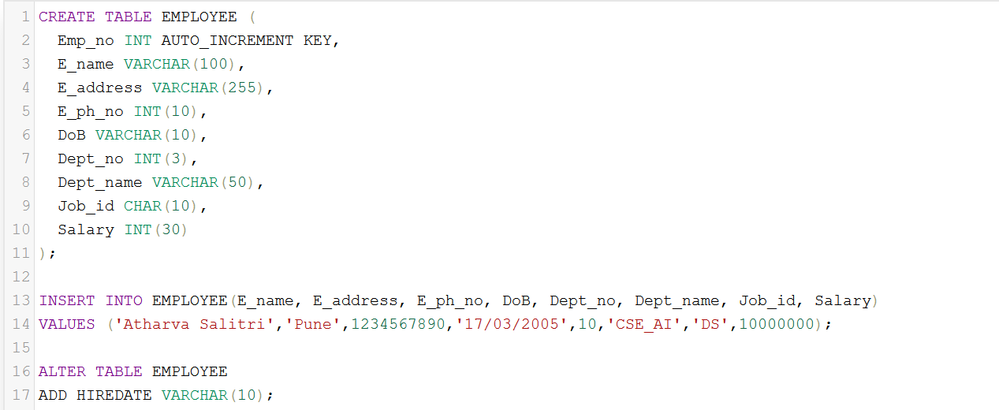 1 CREATE TABLE EMPLOYEE (
2 Emp_no INT AUTO_INCREMENT KEY,
3 E_name VARCHAR(100),
4 E_address VARCHAR(255),
5 E_ph_no INT(10),
6 DoB VARCHAR(10),
7 Dept_no INT(3),
8 Dept_name VARCHAR(50),
9 Job_id CHAR(10),
10 Salary INT(30)
11 );
12
13 INSERT INTO EMPLOYEE(E_name, E_address, E_ph_no, DoB, Dept_no, Dept_name, Job_id, Salary)
14 VALUES ('Atharva Salitri','Pune',1234567890,'17/03/2005',10,'CSE_AI','DS',10000000);
15
16 ALTER TABLE EMPLOYEE
17 ADD HIREDATE VARCHAR(10);